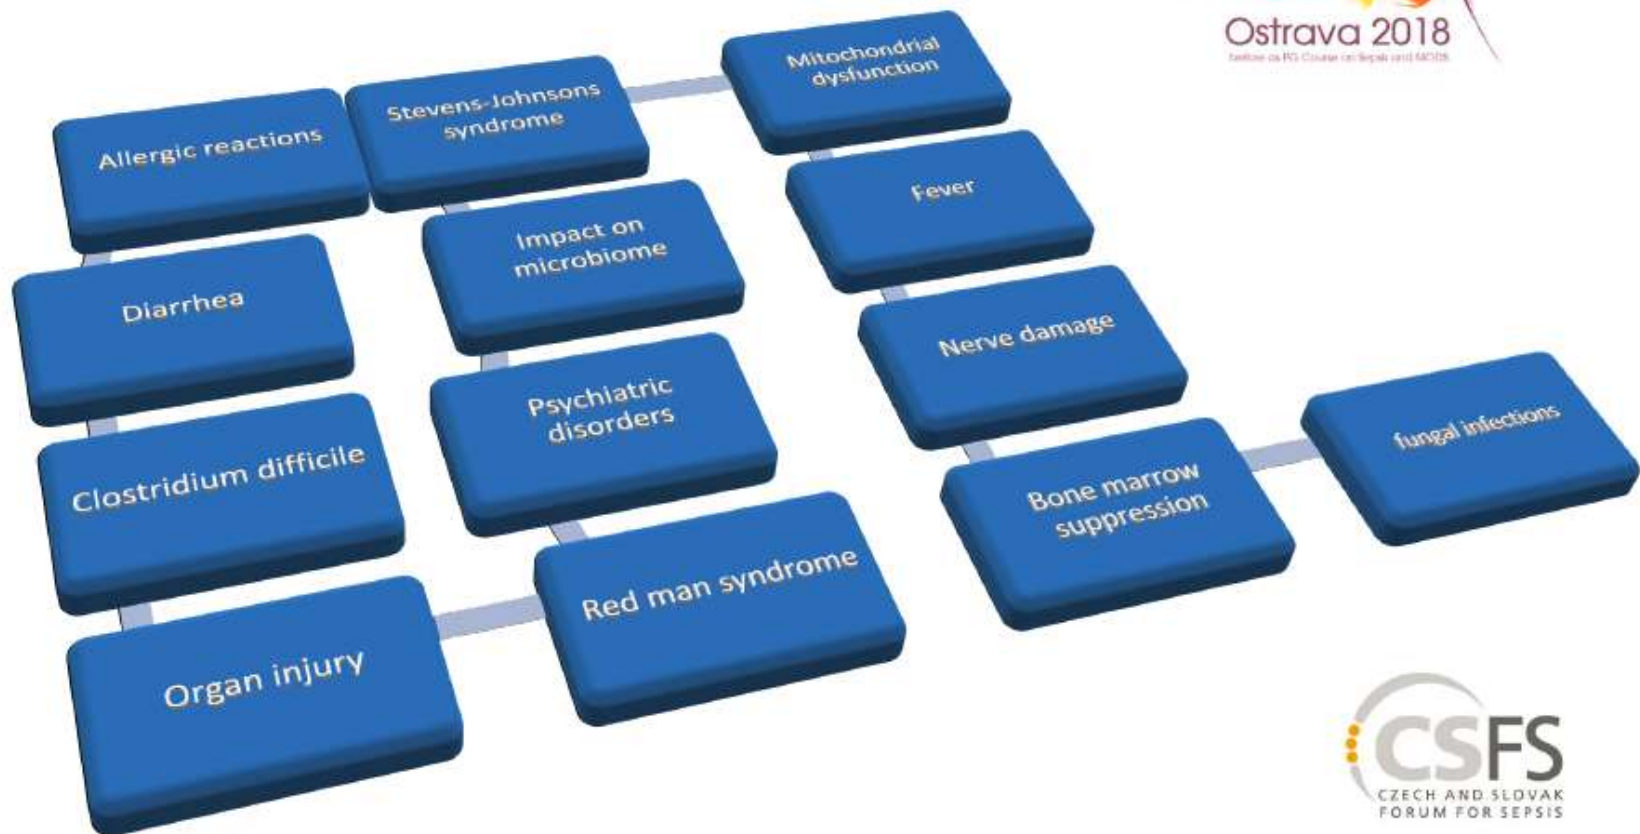 Ostrava 2018
Mitochondrial
dysfunction
Stevens-Johnsons
syndrome
Allergic reactions
Fever
Impact on
microbiome
Diarrhea
Nerve damage
Psychiatric
disorders
fungal infections
Clostridium difficile
Bone marrow
suppression
Red man syndrome
Organ injury
CSFS
CZECH AND SLOVAK
FORUM FOR SEPSIS